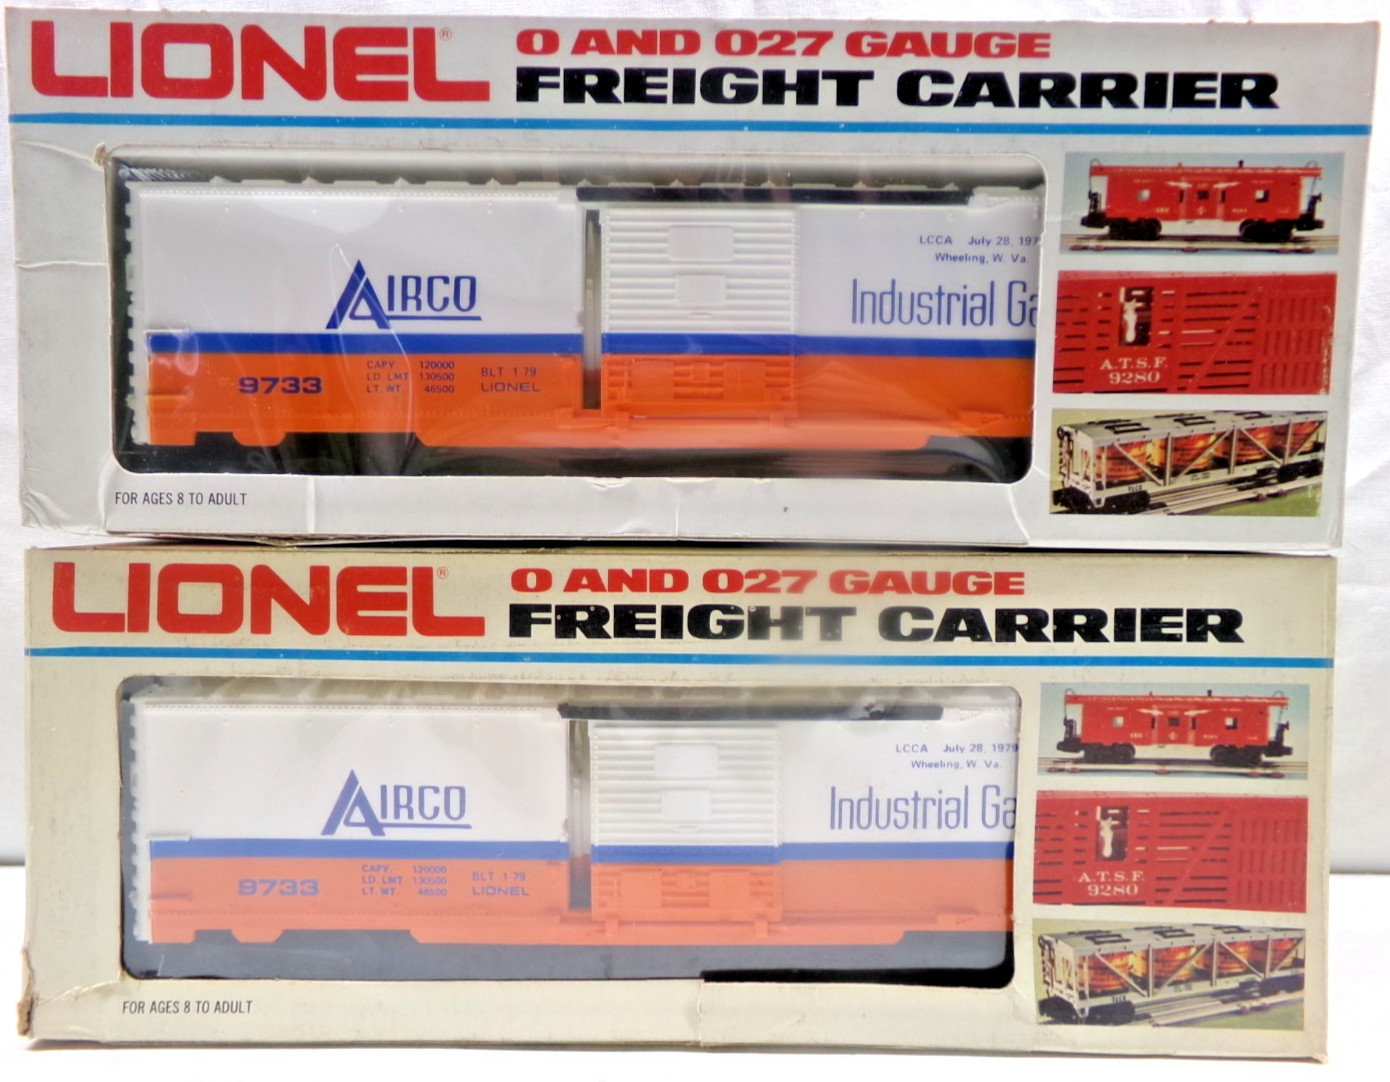 LIONEL®
O AND O27 GAUGE
FREIGHT CARRIER
LCCA July 28, 197
Wheeling, W. Va.
AIRCO
Industrial Ga
9733
CAPY 120000
LD. LMT 130500
LT. WT 46500
BLT 1-79
LIONEL
A.T.S.F.
9280
FOR AGES 8 TO ADULT
LIONEL®
O AND O27 GAUGE
FREIGHT CARRIER
LCCA July 28, 1979
Wheeling, W. Va.
AIRCO
Industrial Ga
9733
CAPY 120000
LD. LMT 130500
LT. WT 46500
BLT 1-79
LIONEL
A.T.S.F.
9280
FOR AGES 8 TO ADULT